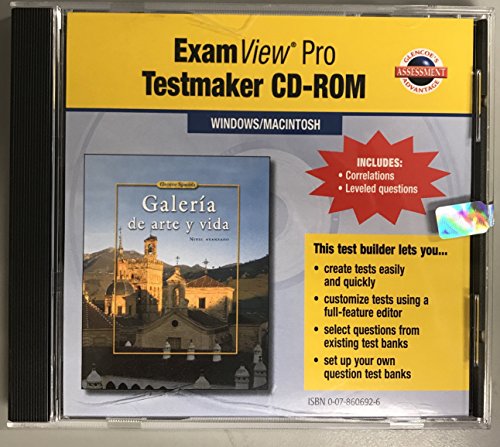 ExamView® Pro
Testmaker CD-ROM
GLENCOE'S
ASSESSMENT
ADVANTAGE
WINDOWS/MACINTOSH
Glencoe Spanish
Galería
de arte y vida
NIVEL AVANZADO
INCLUDES:
• Correlations
• Leveled questions
This test builder lets you...
• create tests easily
and quickly
• customize tests using a
full-feature editor
• select questions from
existing test banks
• set up your own
question test banks
ISBN 0-07-860692-6